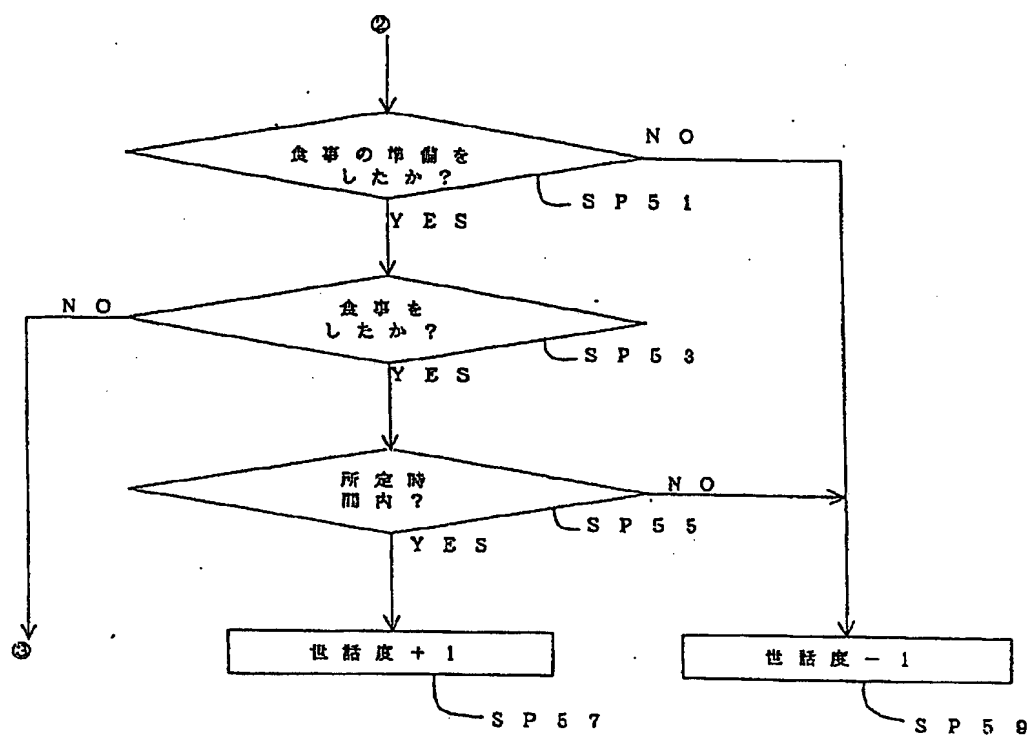 ②
食事の準備を
したか?
NO
SP51
YES
食事を
したか?
NO
SP53
YES
所定時
間内?
NO
SP55
YES
③
世話度+1
世話度-1
SP57
SP59